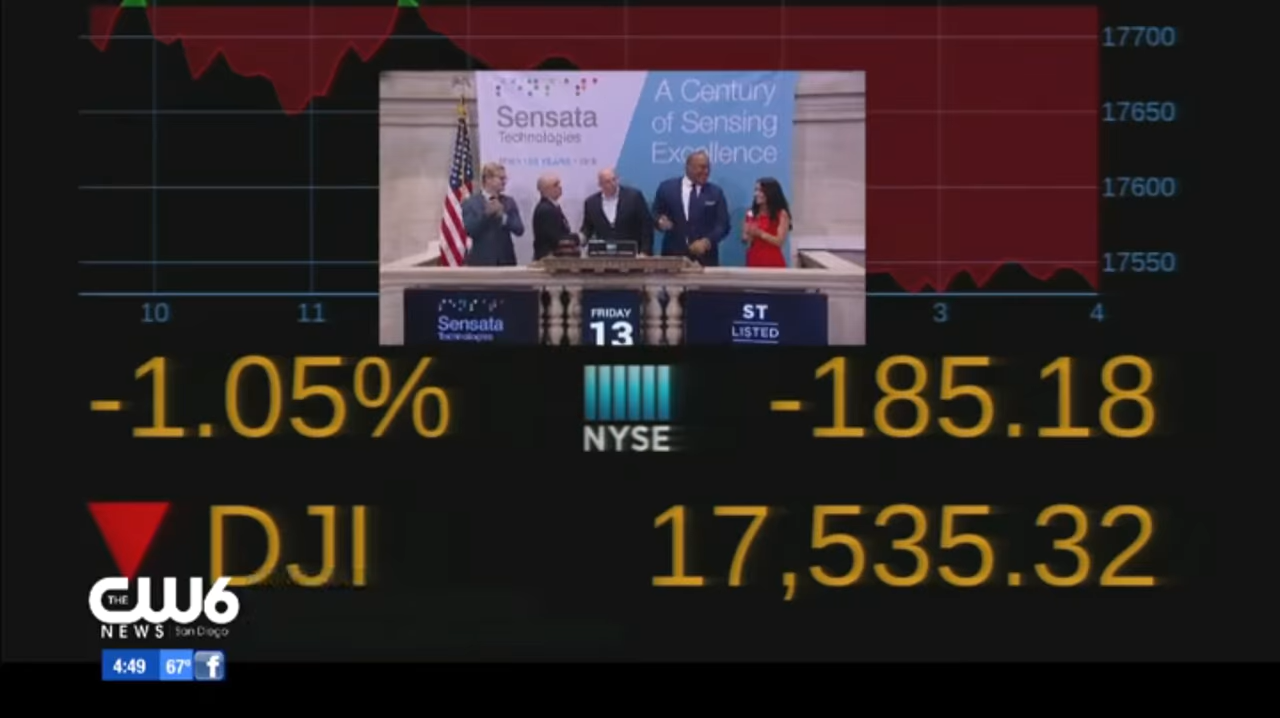 17700
A Century
of Sensing
Excellence
Sensata
Technologies
17650
17600
17550
10
11
3
4
Sensata
Technologies
FRIDAY
13
ST
LISTED
-1.05%
NYSE
-185.18
DJI
17,535.32
THE
CW6
NEWS
San Diego
4:49
67°
f